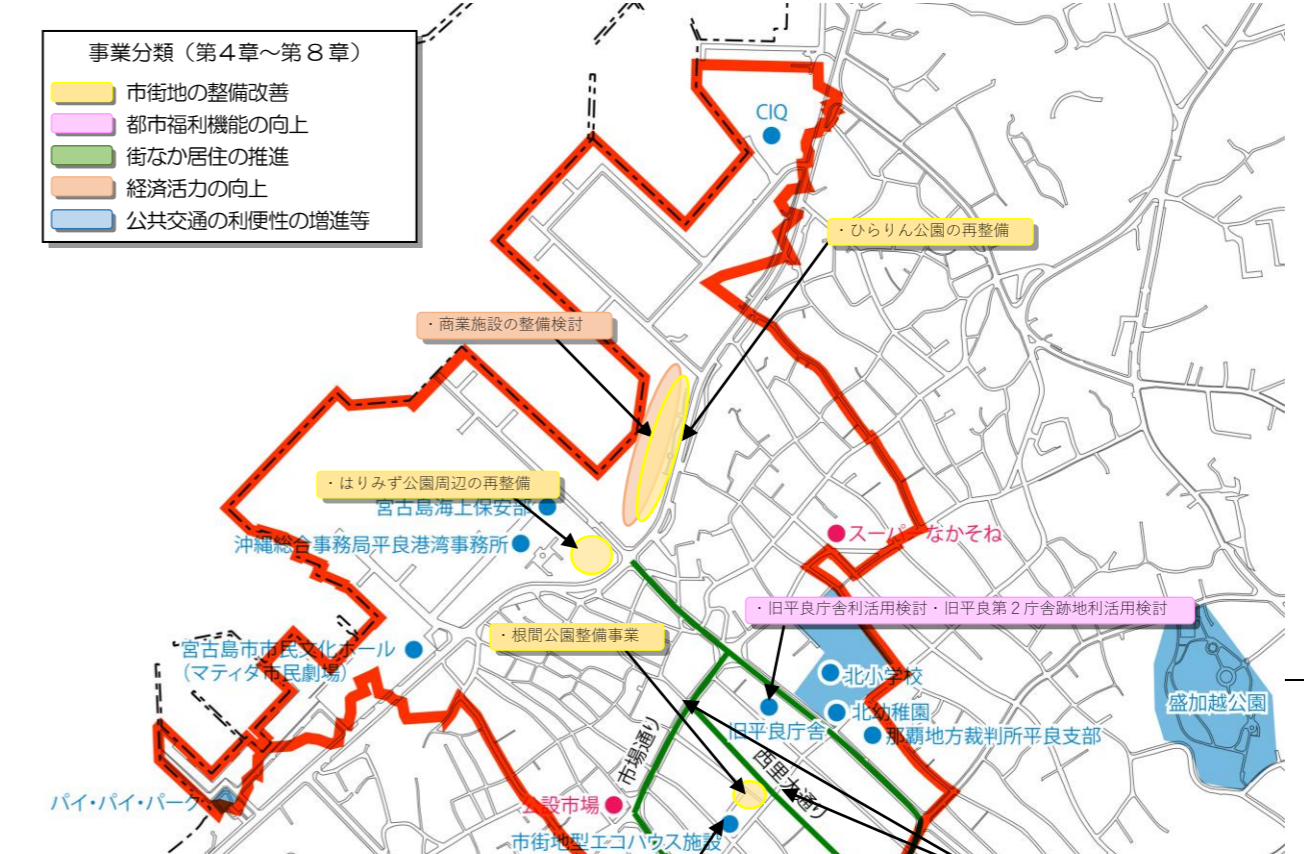 事業分類（第4章～第8章）
市街地の整備改善
都市福利機能の向上
街なか居住の推進
経済活力の向上
公共交通の利便性の増進等
CIQ
・ひらりん公園の再整備
・商業施設の整備検討
・はりみず公園周辺の再整備
宮古島海上保安部
沖縄総合事務局平良港湾事務所
スーパーなかそね
・旧平良庁舎利活用検討・旧平良第２庁舎跡地利活用検討
・根間公園整備事業
宮古島市市民文化ホール
(マティダ市民劇場)
北小学校
盛加越公園
北幼稚園
旧平良庁舎
那覇地方裁判所平良支部
市場通り
西里大通り
パイ・パイ・パーク
公設市場
市街地型エコハウス施設